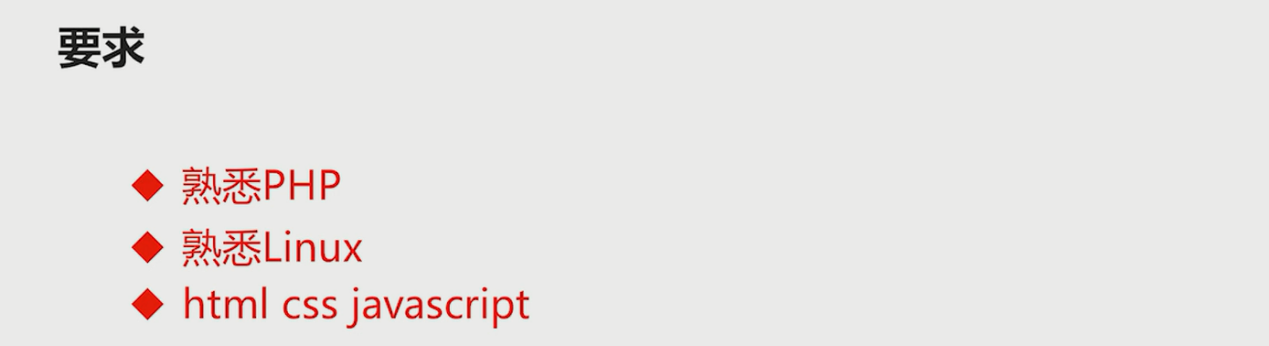 要求
熟悉PHP
熟悉Linux
html css javascript